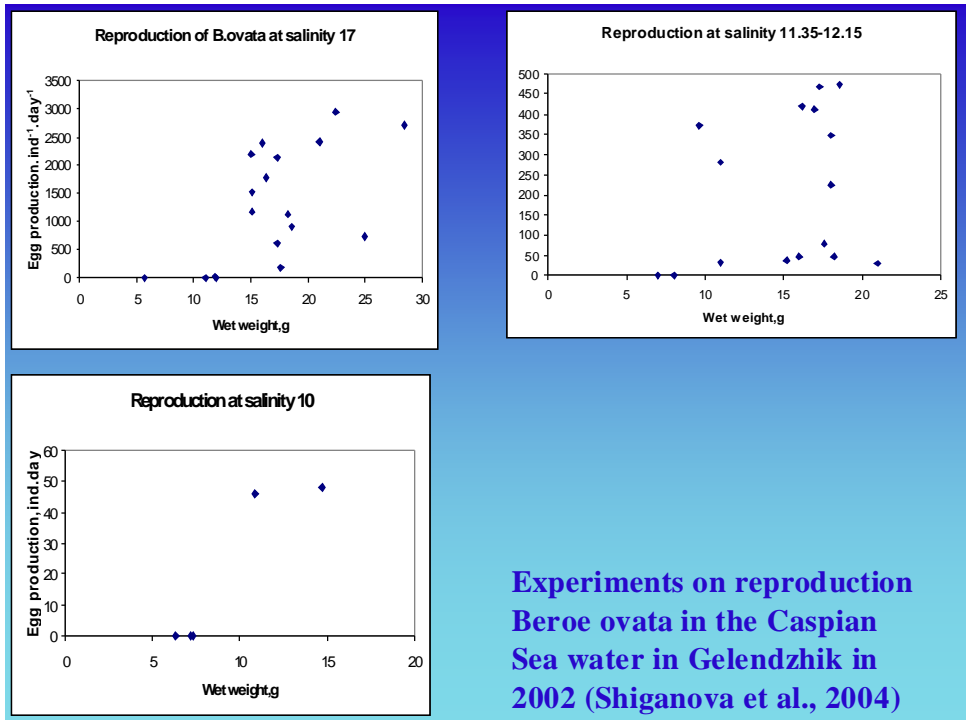 Reproduction of B.ovata at salinity 17
Egg production.ind⁻¹.day⁻¹
3500
3000
2500
2000
1500
1000
500
0
0 5 10 15 20 25 30
Wet weight,g
Reproduction at salinity 11.35-12.15
500
450
400
350
300
250
200
150
100
50
0
0 5 10 15 20 25
Wet weight,g
Reproduction at salinity 10
Egg production,ind.day
60
50
40
30
20
10
0
0 5 10 15 20
Wet weight,g
Experiments on reproduction
Beroe ovata in the Caspian
Sea water in Gelendzhik in
2002 (Shiganova et al., 2004)